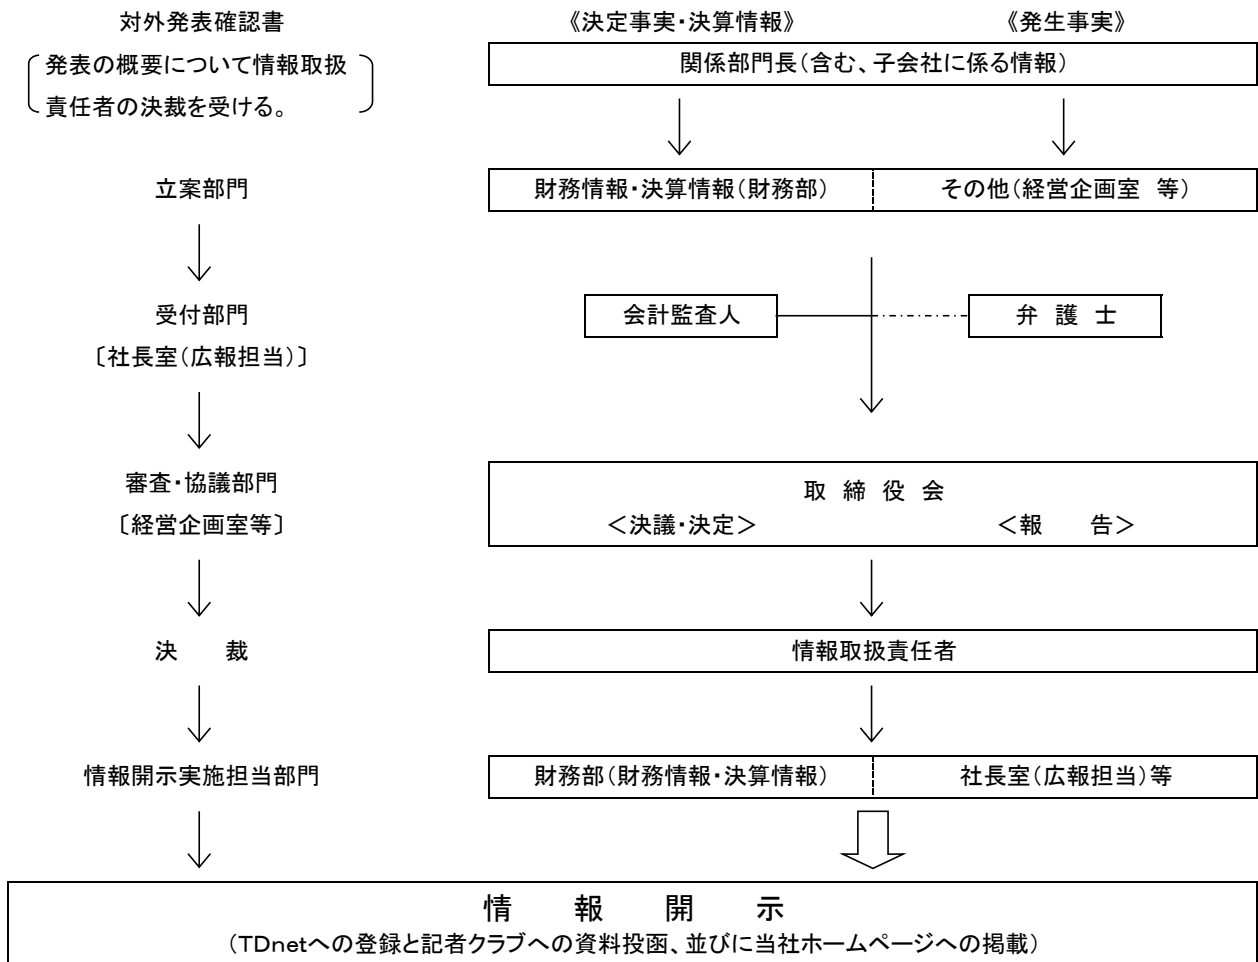 対外発表確認書 《決定事実・決算情報》 《発生事実》
発表の概要について情報取扱 関係部門長(含む、子会社に係る情報)
責任者の決裁を受ける。
立案部門 財務情報・決算情報(財務部) その他(経営企画室 等)
受付部門 会計監査人 弁 護 士
〔社長室(広報担当)〕
審査・協議部門 取 締 役 会
〔経営企画室等〕 <決議・決定> <報 告>
決 裁 情報取扱責任者
情報開示実施担当部門 財務部(財務情報・決算情報) 社長室(広報担当)等
情 報 開 示
(TDnetへの登録と記者クラブへの資料投函、並びに当社ホームページへの掲載)